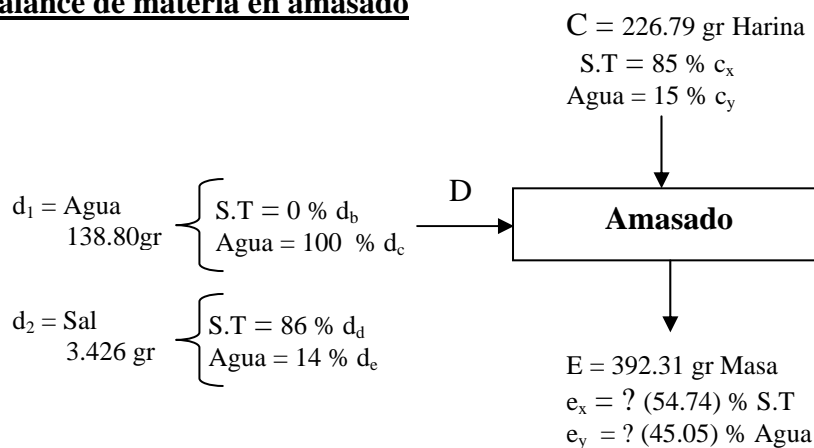 alance de materia en amasado
C = 226.79 gr Harina
S.T = 85 % cx
Agua = 15 % cy
d1 = Agua
138.80gr
S.T = 0 % db
Agua = 100 % dc
D
Amasado
d2 = Sal
3.426 gr
S.T = 86 % dd
Agua = 14 % de
E = 392.31 gr Masa
ex = ? (54.74) % S.T
ey = ? (45.05) % Agua